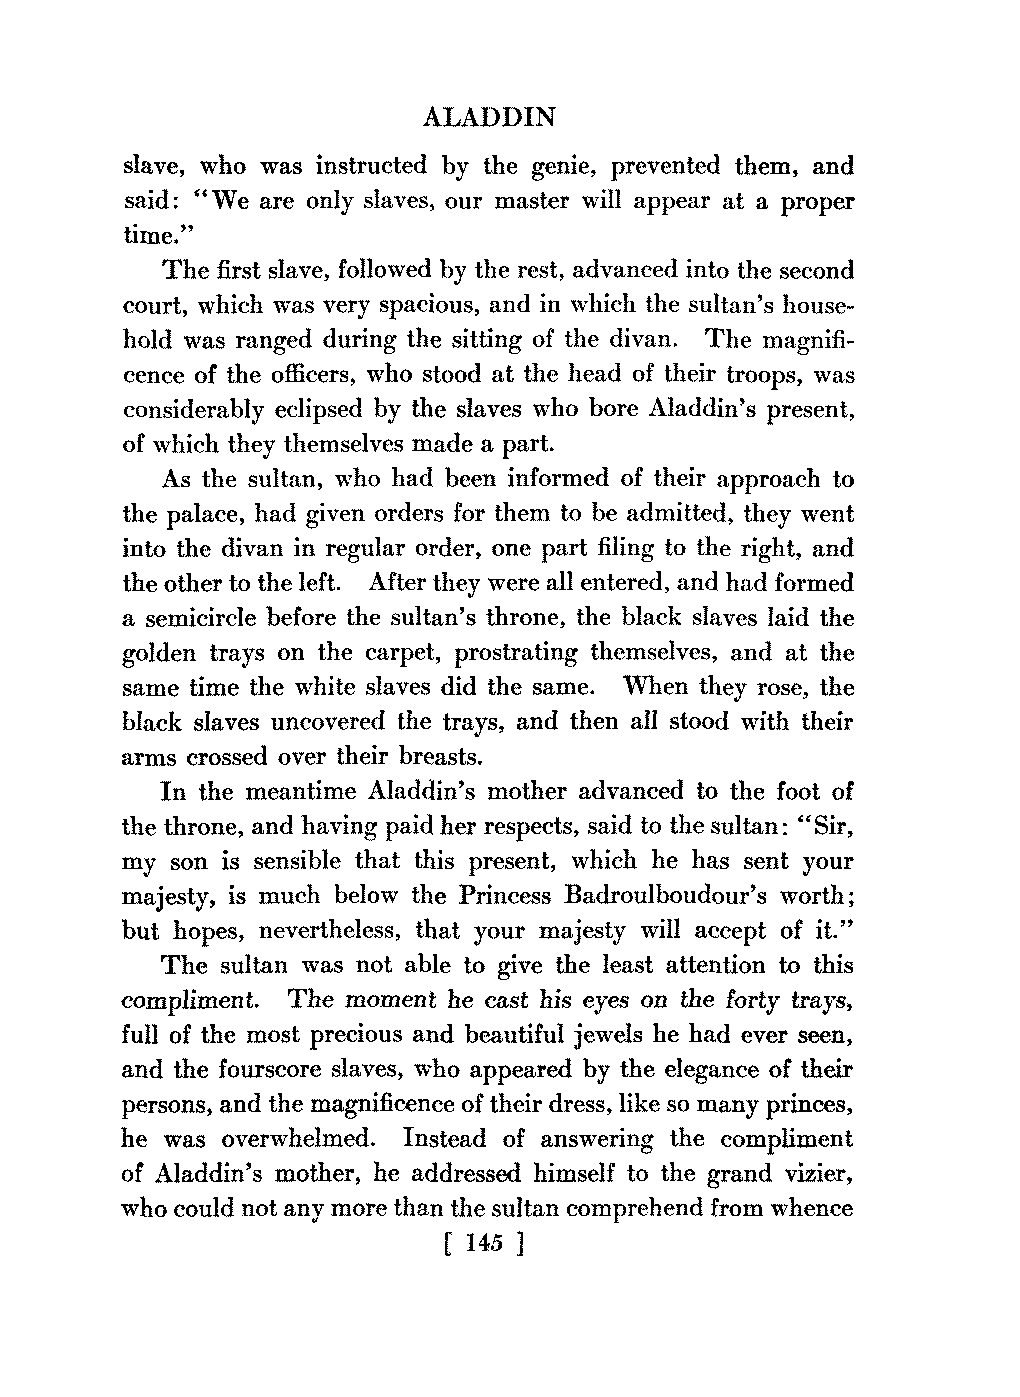 ALADDIN
slave, who was instructed by the genie, prevented them, and
said: “We are only slaves, our master will appear at a proper
time.”
The first slave, followed by the rest, advanced into the second
court, which was very spacious, and in which the sultan’s house-
hold was ranged during the sitting of the divan. The magnifi-
cence of the officers, who stood at the head of their troops, was
considerably eclipsed by the slaves who bore Aladdin’s present,
of which they themselves made a part.
As the sultan, who had been informed of their approach to
the palace, had given orders for them to be admitted, they went
into the divan in regular order, one part filing to the right, and
the other to the left. After they were all entered, and had formed
a semicircle before the sultan’s throne, the black slaves laid the
golden trays on the carpet, prostrating themselves, and at the
same time the white slaves did the same. When they rose, the
black slaves uncovered the trays, and then all stood with their
arms crossed over their breasts.
In the meantime Aladdin’s mother advanced to the foot of
the throne, and having paid her respects, said to the sultan: “Sir,
my son is sensible that this present, which he has sent your
majesty, is much below the Princess Badroulboudour’s worth;
but hopes, nevertheless, that your majesty will accept of it.”
The sultan was not able to give the least attention to this
compliment. The moment he cast his eyes on the forty trays,
full of the most precious and beautiful jewels he had ever seen,
and the fourscore slaves, who appeared by the elegance of their
persons, and the magnificence of their dress, like so many princes,
he was overwhelmed. Instead of answering the compliment
of Aladdin’s mother, he addressed himself to the grand vizier,
who could not any more than the sultan comprehend from whence
[ 145 ]